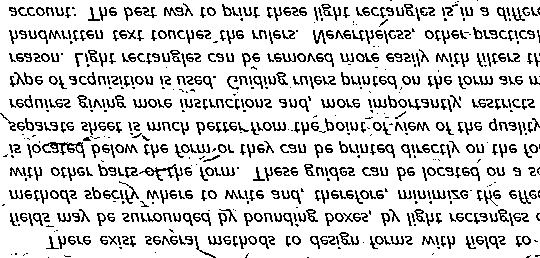 There exist several methods to design forms with fields to
fields may be surrounded by bounding boxes, by light rectangles o
methods specify where to write and, therefore, minimize the effec
with other parts of the form. These guides can be located on a se
is located below the form or they can be printed directly on the fo
separate sheet is much better from the point of view of the quality
requires giving more instructions and, more importantly, restricts
type of acquisition is used. Guiding rulers printed on the form are m
reason. Light rectangles can be removed more easily with filters th
handwritten text touches the rulers. Nevertheless, other practical
account: The best way to print these light rectangles is in a differe